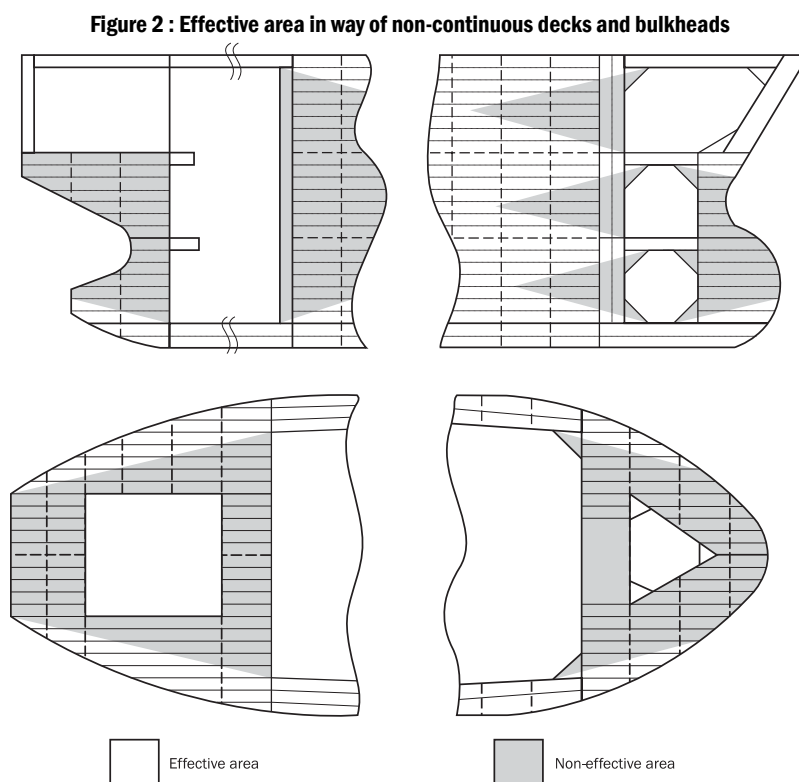 Figure 2 : Effective area in way of non-continuous decks and bulkheads
Effective area
Non-effective area